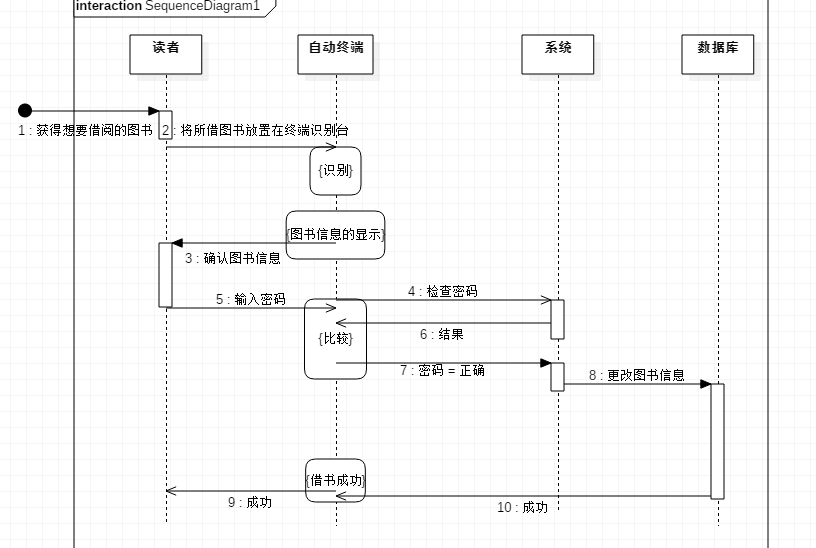 interaction SequenceDiagram1
读者
自动终端
系统
数据库
1 : 获得想要借阅的图书
2 : 将所借图书放置在终端识别台
{识别}
{图书信息的显示}
3 : 确认图书信息
4 : 检查密码
5 : 输入密码
6 : 结果
{比较}
7 : 密码 = 正确
8 : 更改图书信息
{借书成功}
9 : 成功
10 : 成功